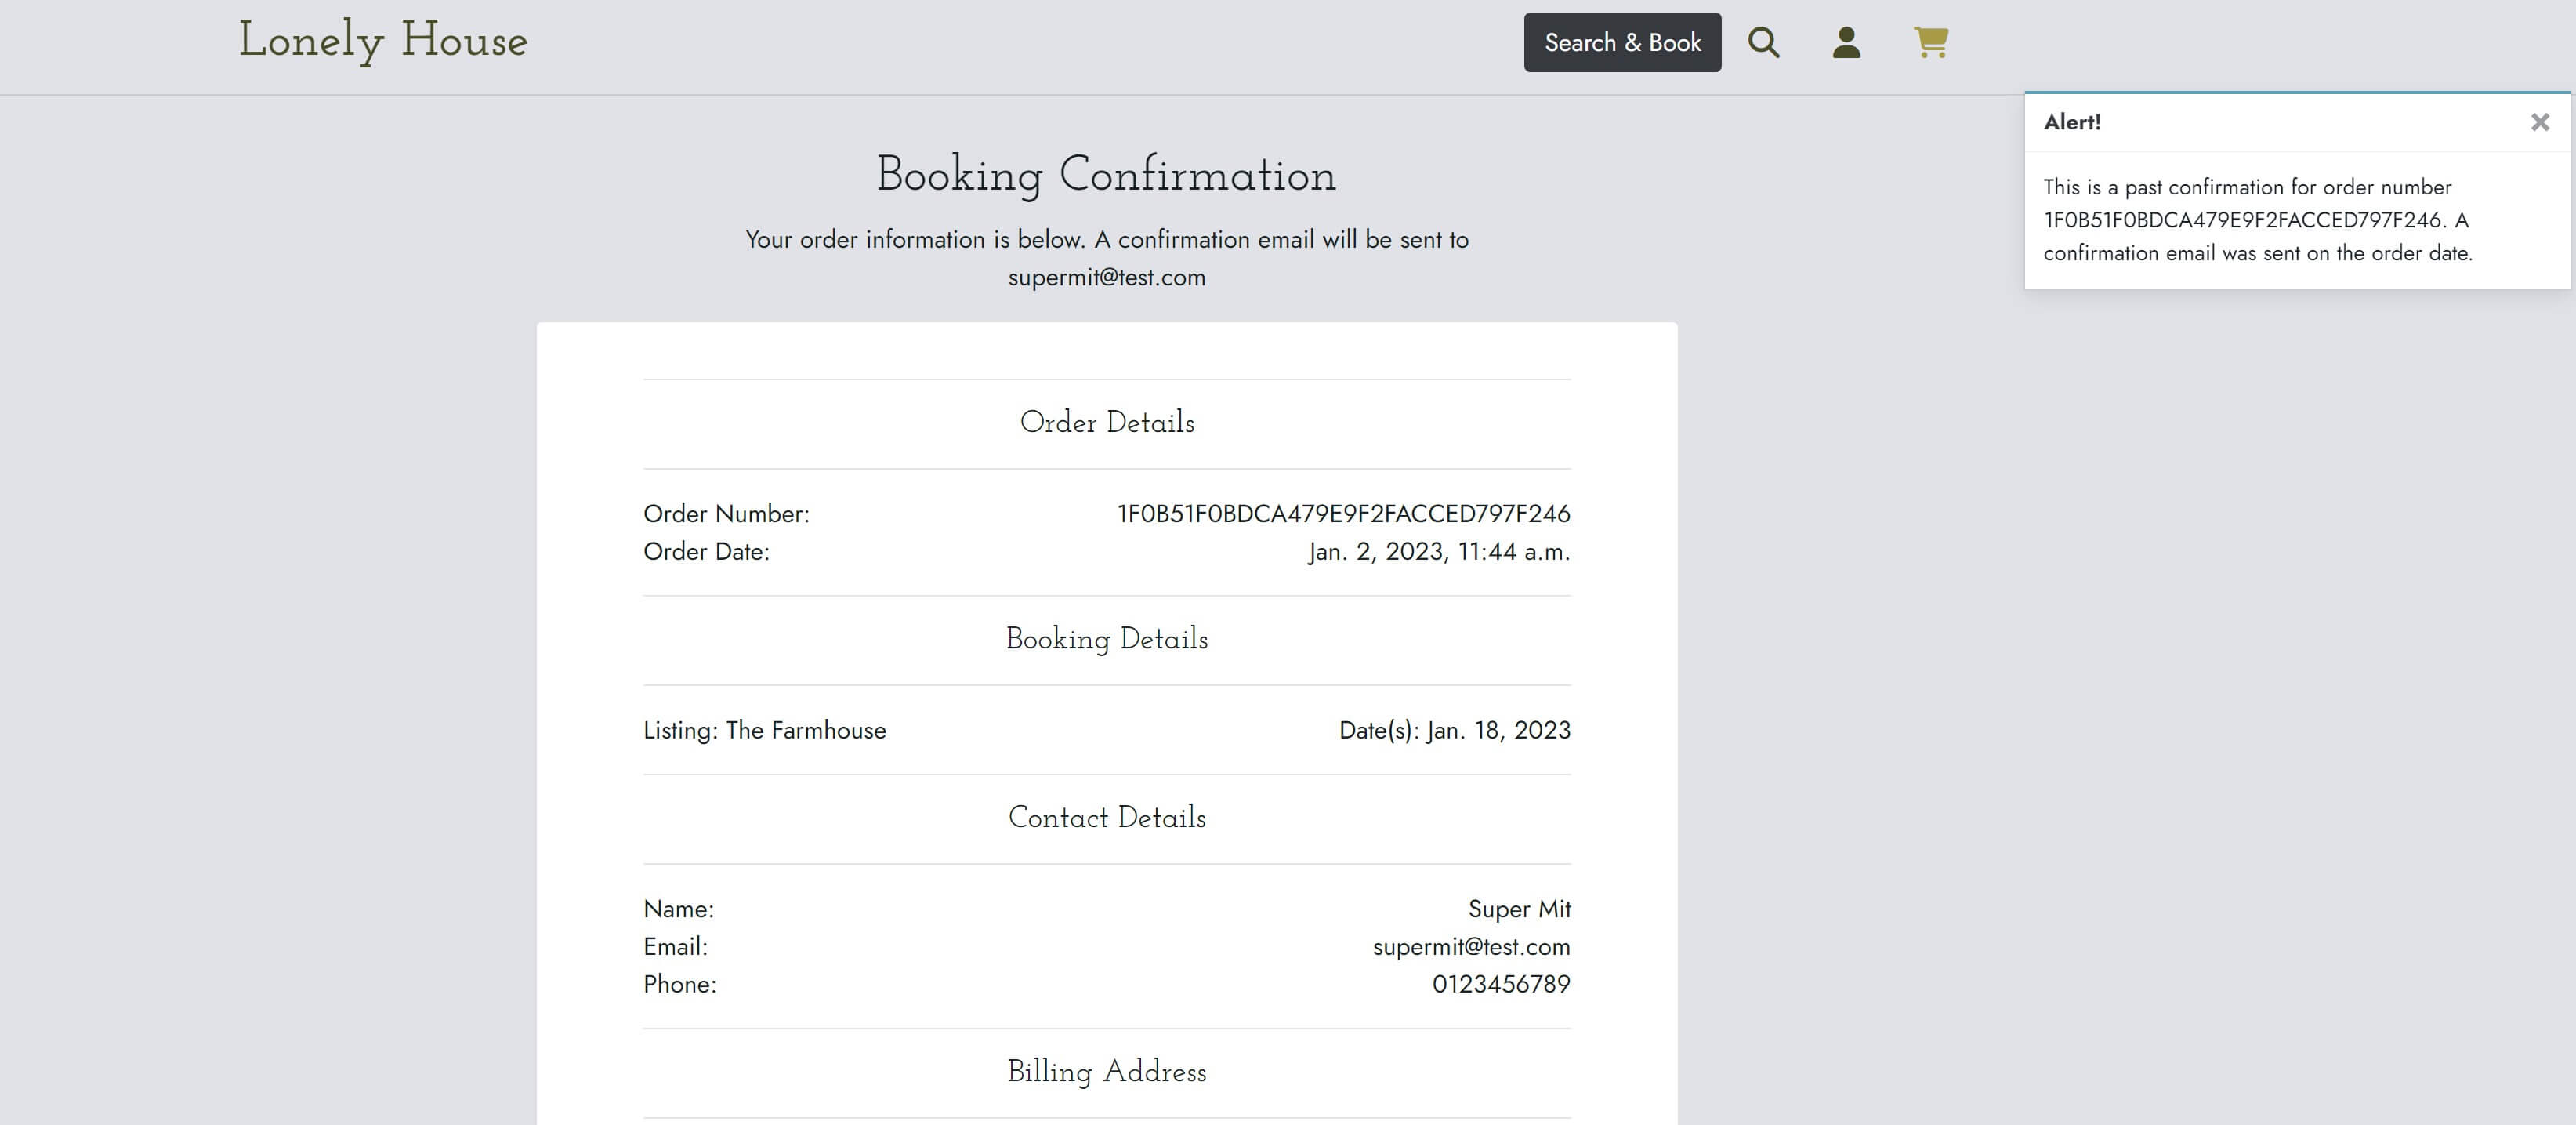 Lonely House
Search & Book
Alert!
This is a past confirmation for order number
1F0B51F0BDCA479E9F2FACCED797F246. A
confirmation email was sent on the order date.
Booking Confirmation
Your order information is below. A confirmation email will be sent to
supermit@test.com
Order Details
Order Number: 1F0B51F0BDCA479E9F2FACCED797F246
Order Date: Jan. 2, 2023, 11:44 a.m.
Booking Details
Listing: The Farmhouse Date(s): Jan. 18, 2023
Contact Details
Name: Super Mit
Email: supermit@test.com
Phone: 0123456789
Billing Address